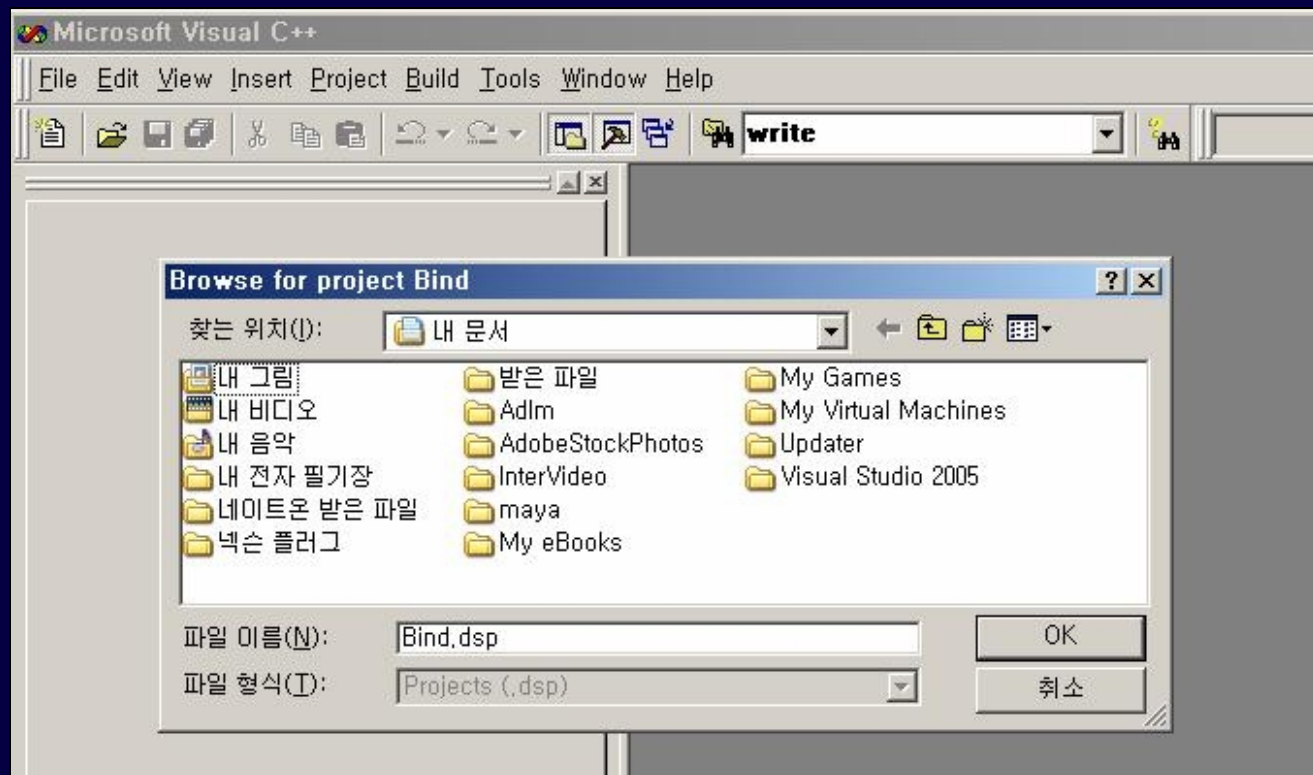 Microsoft Visual C++
File Edit View Insert Project Build Tools Window Help
write
Browse for project Bind
찾는 위치(I):
내 문서
내 그림
내 비디오
내 음악
내 전자 필기장
네이트온 받은 파일
넥슨 플러그
받은 파일
Adlm
AdobeStockPhotos
InterVideo
maya
My eBooks
My Games
My Virtual Machines
Updater
Visual Studio 2005
파일 이름(N):
Bind.dsp
OK
파일 형식(T):
Projects (.dsp)
취소